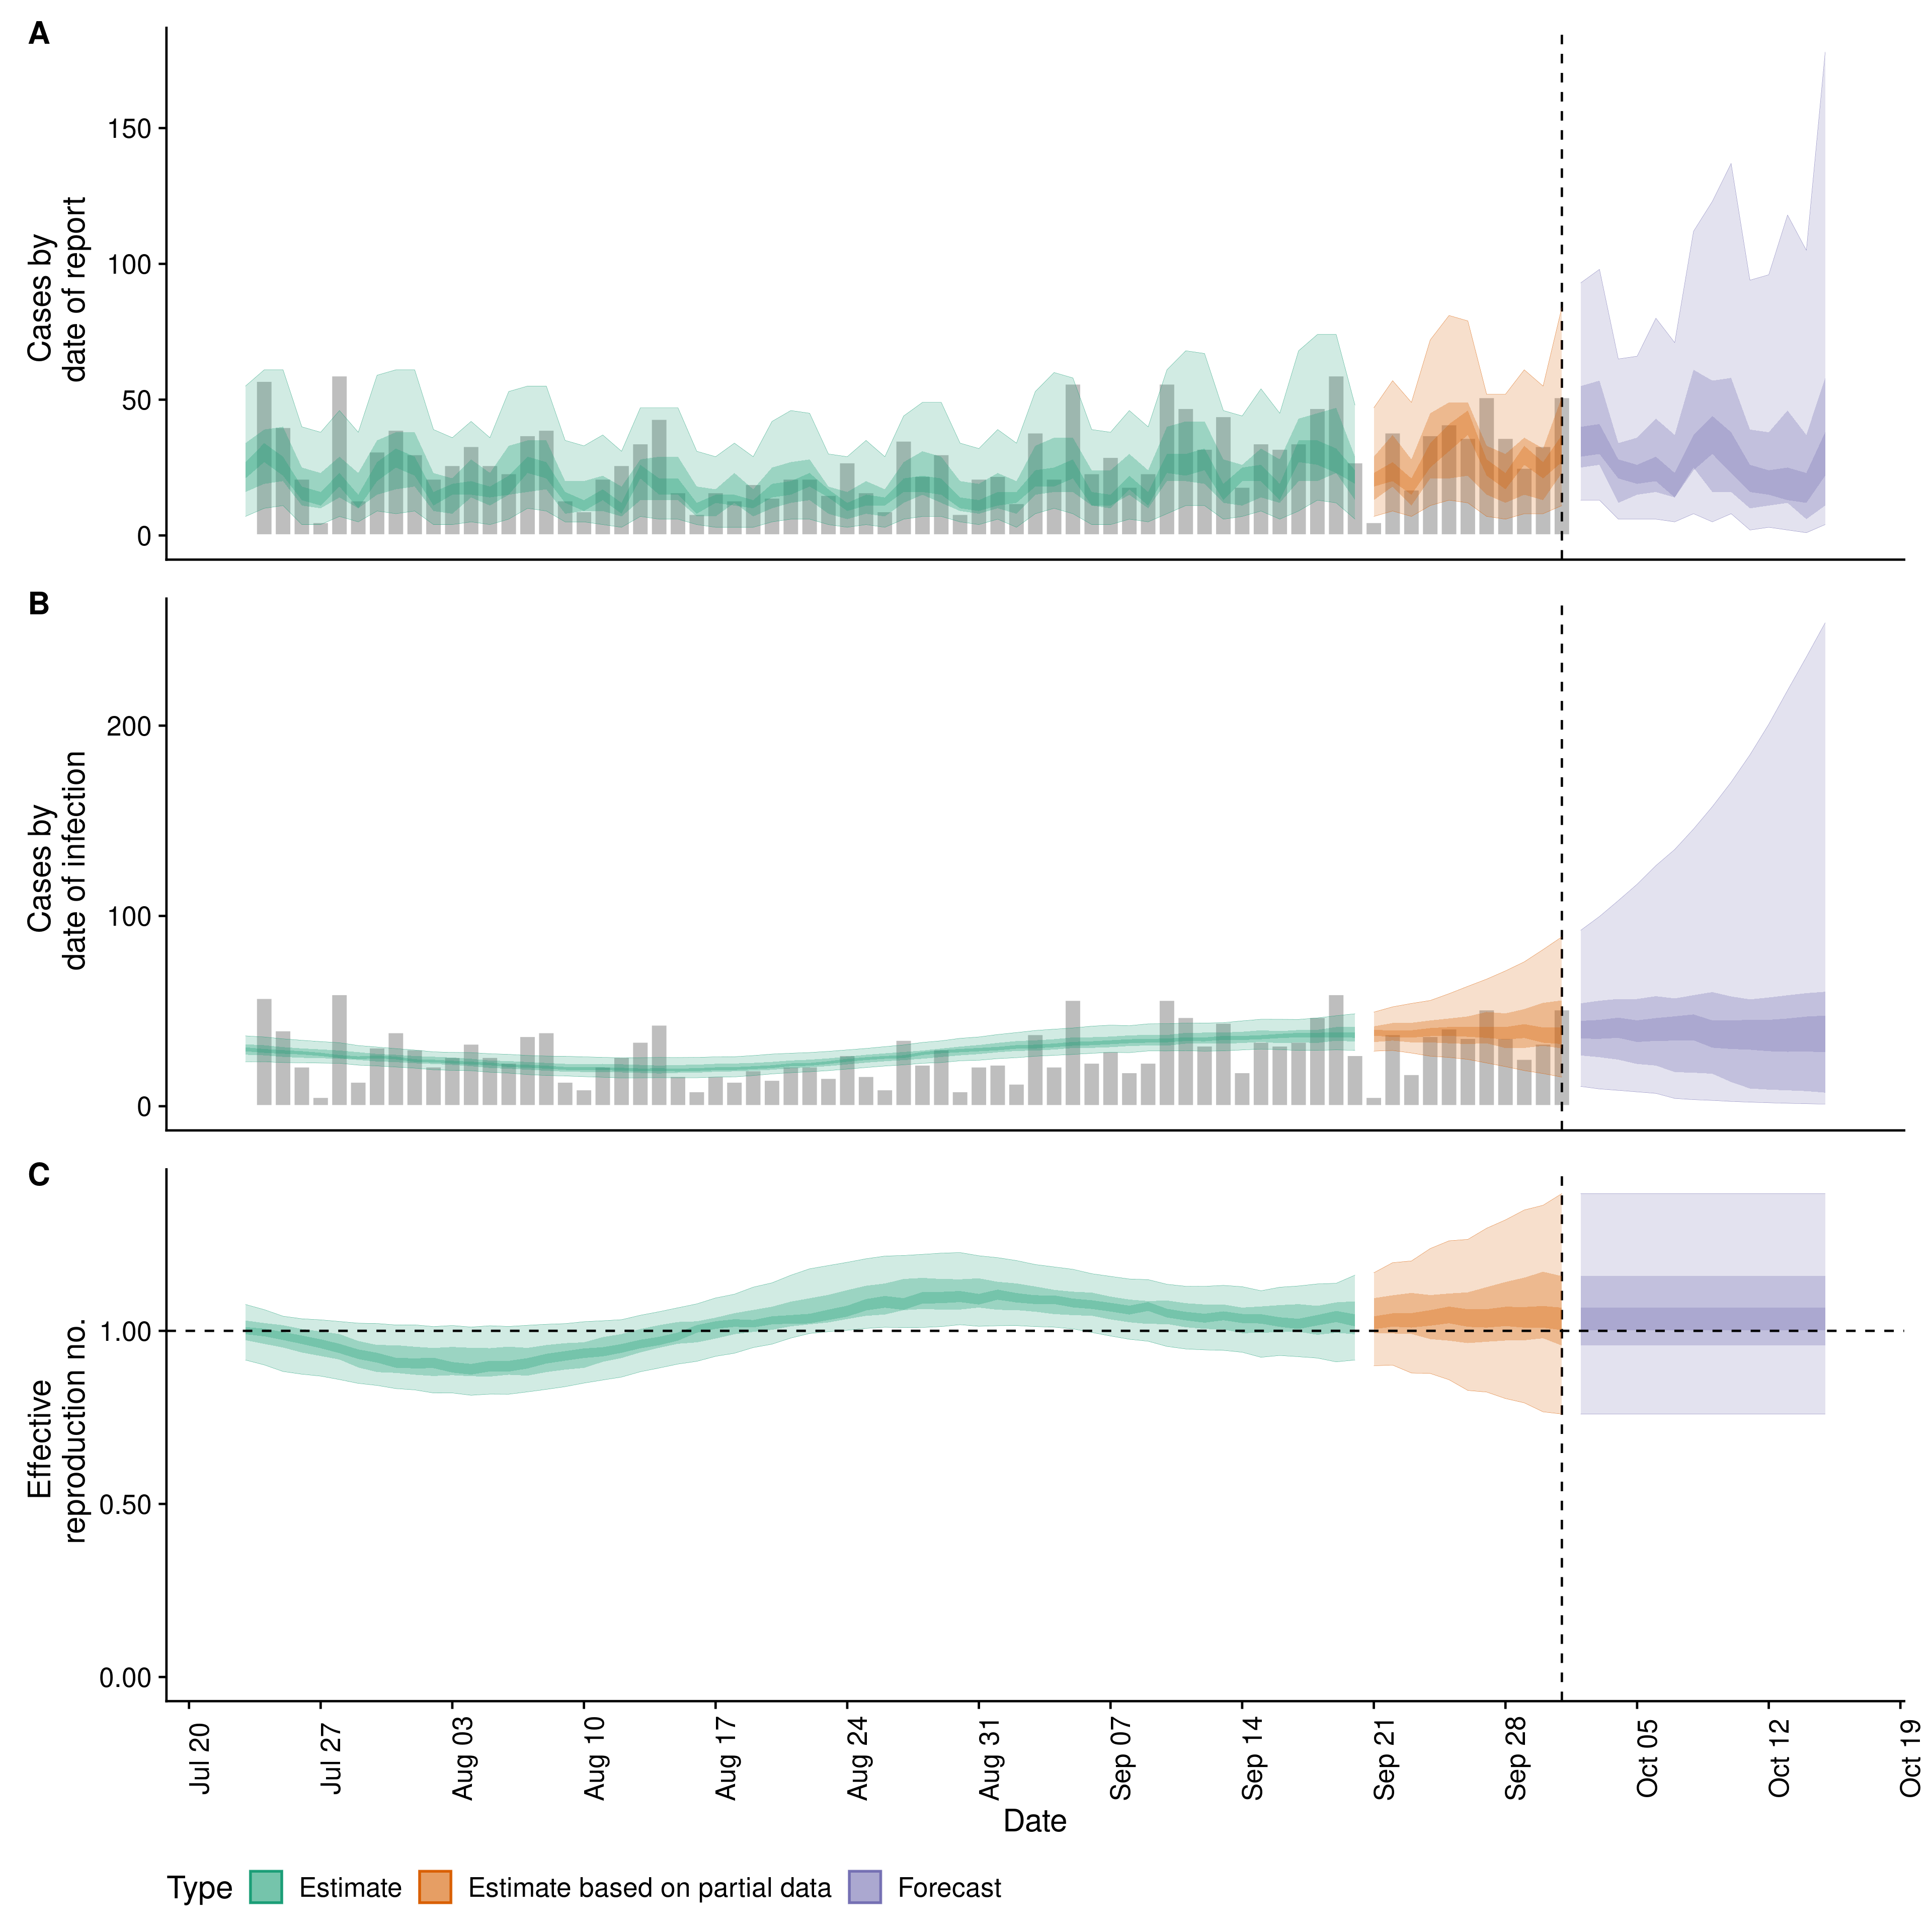 A
Cases by
date of report
150
100
50
0
B
Cases by
date of infection
200
100
0
C
Effective
reproduction no.
1.00
0.50
0.00
Jul 20
Jul 27
Aug 03
Aug 10
Aug 17
Aug 24
Aug 31
Sep 07
Sep 14
Sep 21
Sep 28
Oct 05
Oct 12
Oct 19
Date
Type Estimate Estimate based on partial data Forecast